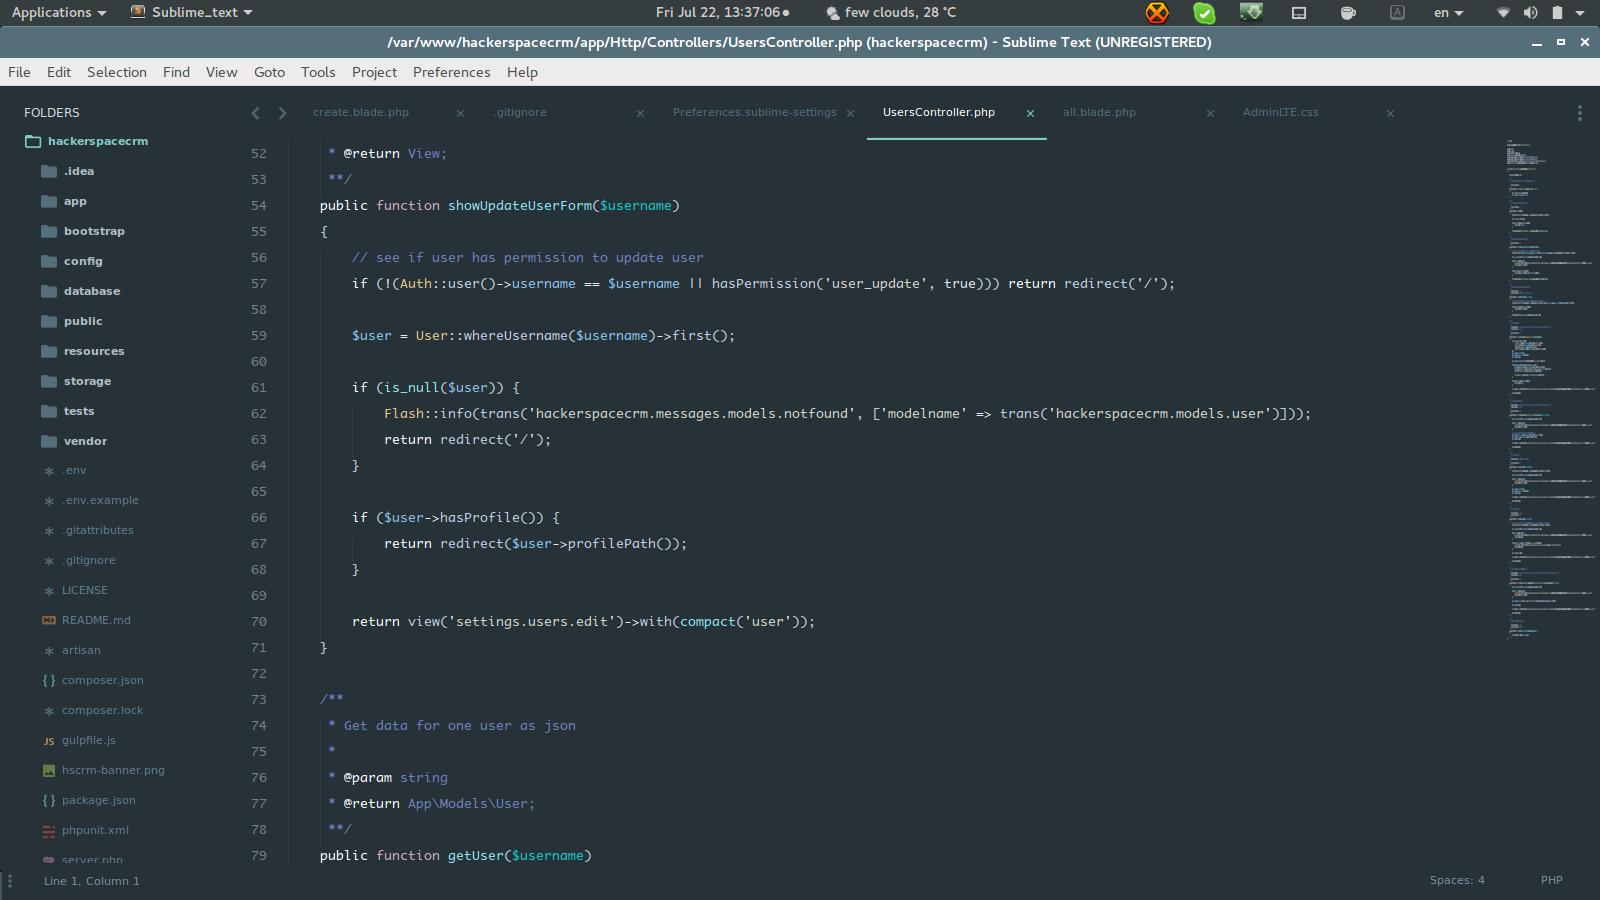 Applications
Sublime_text
Fri Jul 22, 13:37:06
few clouds, 28 °C
A
en
/var/www/hackerspacecrm/app/Http/Controllers/UsersController.php (hackerspacecrm) - Sublime Text (UNREGISTERED)
File Edit Selection Find View Goto Tools Project Preferences Help
FOLDERS
hackerspacecrm
.idea
app
bootstrap
config
database
public
resources
storage
tests
vendor
.env
.env.example
.gitattributes
.gitignore
LICENSE
README.md
artisan
composer.json
composer.lock
JS gulpfile.js
hscrm-banner.png
package.json
phpunit.xml
server.php
create.blade.php × .gitignore × Preferences.sublime-settings × UsersController.php × all.blade.php × AdminLTE.css ×
52 * @return View;
53 **/
54 public function showUpdateUserForm($username)
55 {
56 // see if user has permission to update user
57 if (!(Auth::user()->username == $username || hasPermission('user_update', true))) return redirect('/');
58
59 $user = User::whereUsername($username)->first();
60
61 if (is_null($user)) {
62 Flash::info(trans('hackerspacecrm.messages.models.notfound', ['modelname' => trans('hackerspacecrm.models.user')]));
63 return redirect('/');
64 }
65
66 if ($user->hasProfile()) {
67 return redirect($user->profilePath());
68 }
69
70 return view('settings.users.edit')->with(compact('user'));
71 }
72
73 /**
74 * Get data for one user as json
75 *
76 * @param string
77 * @return App\Models\User;
78 **/
79 public function getUser($username)
Line 1, Column 1
Spaces: 4
PHP